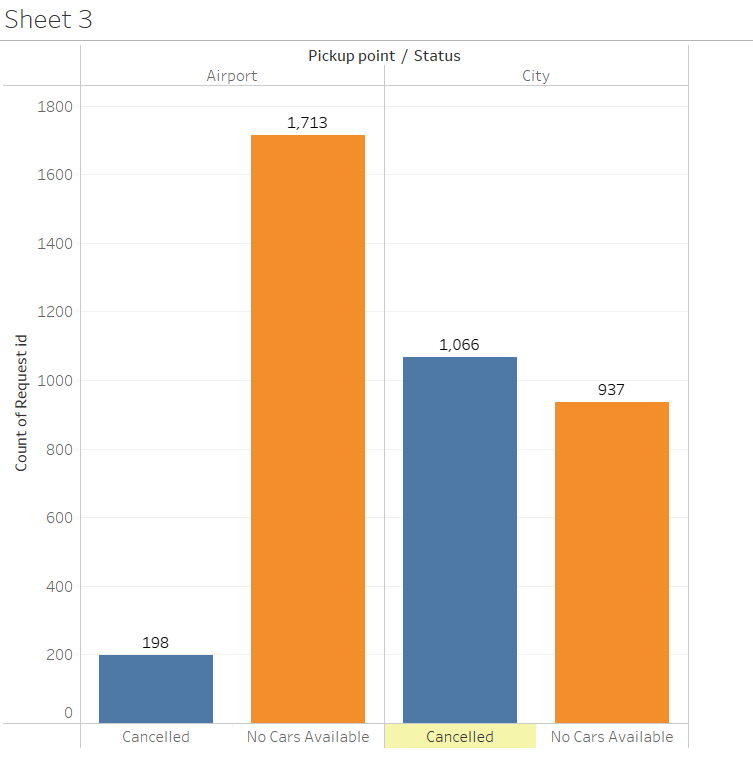 Sheet 3
Pickup point / Status
Airport
City
Count of Request id
1800
1600
1400
1200
1000
800
600
400
200
0
1,713
1,066
937
198
Cancelled
No Cars Available
Cancelled
No Cars Available